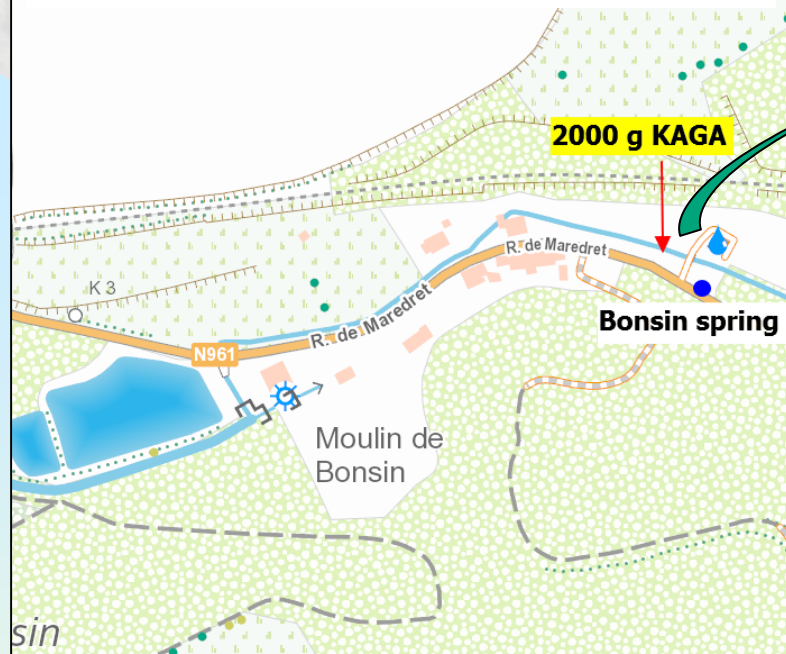 2000 g KAGA
R. de Maredret
K 3
Bonsin spring
R. de Maredret
N961
Moulin de
Bonsin
sin